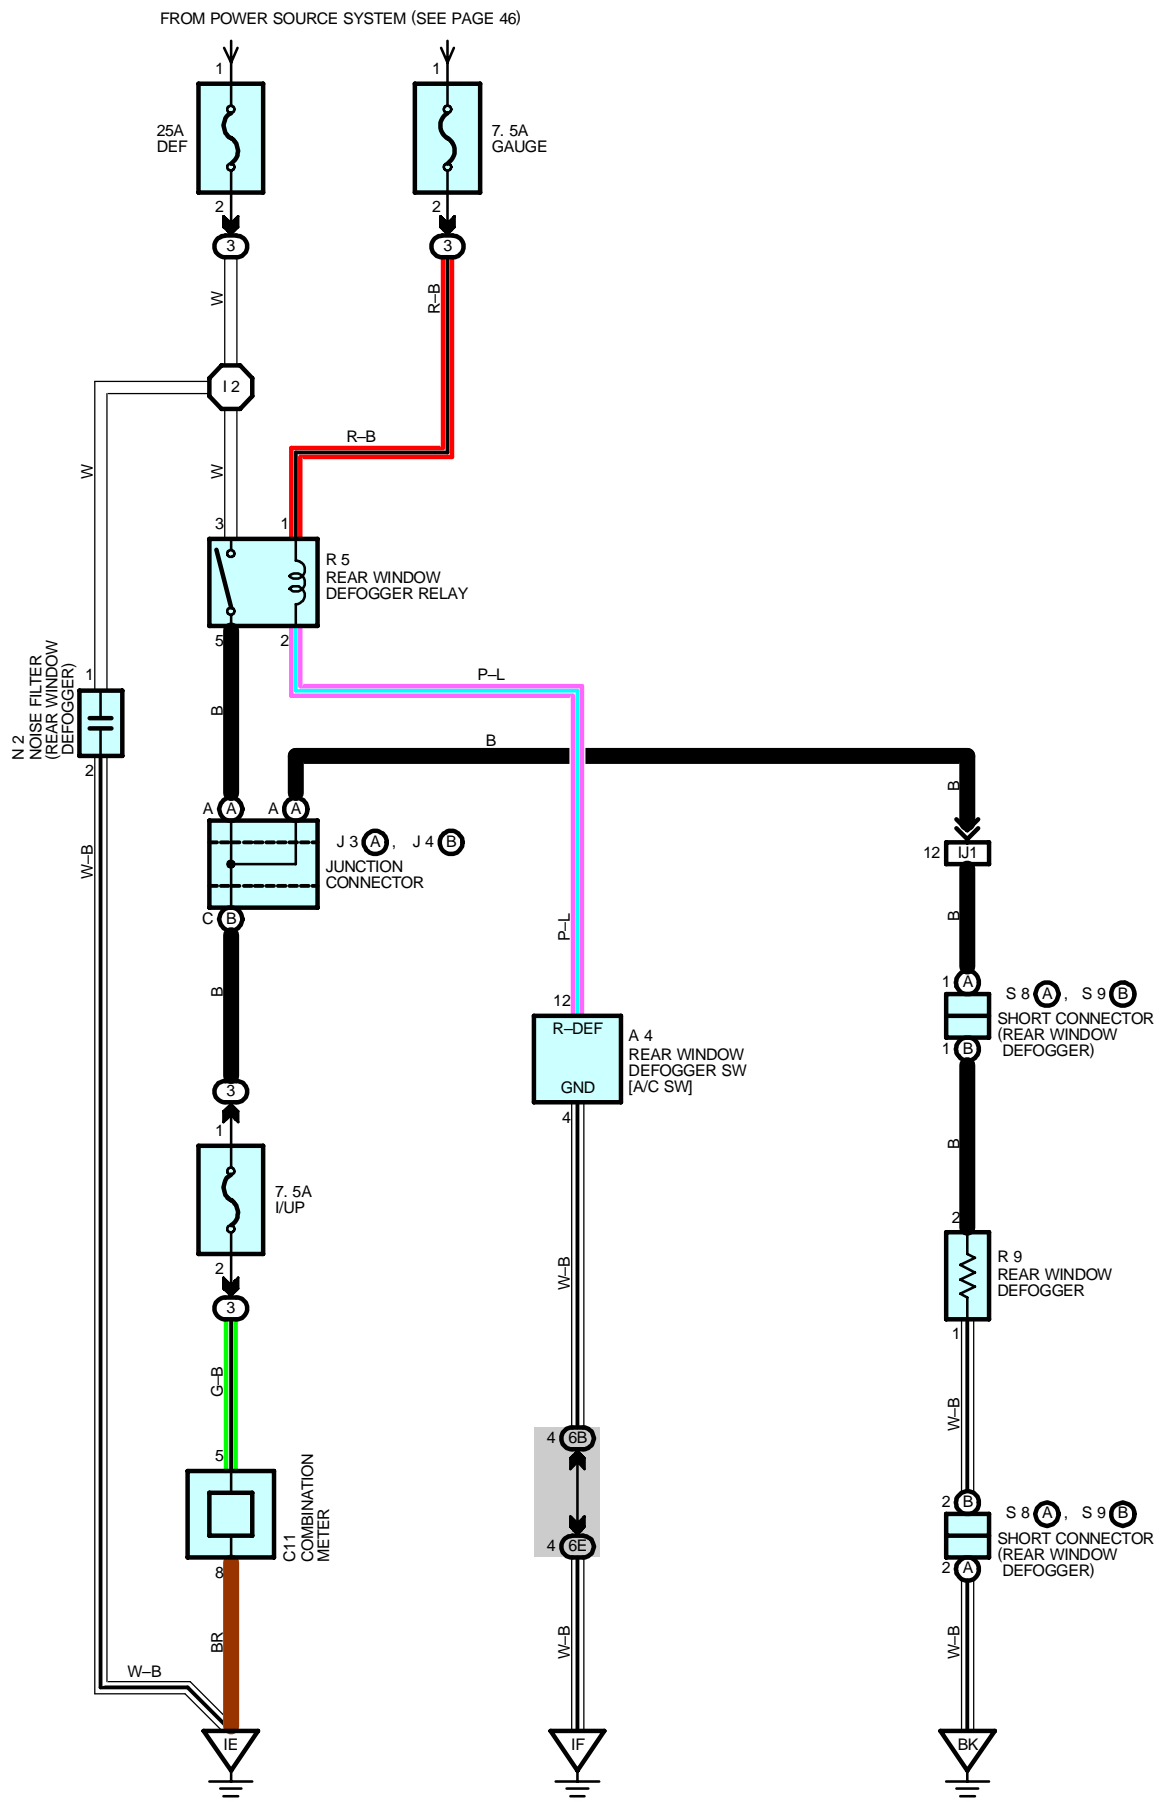 FROM POWER SOURCE SYSTEM (SEE PAGE 46)
1
1
25A
DEF
7. 5A
GAUGE
2
2
3
3
W
R–B
I 2
R–B
W
W
3
1
R 5
REAR WINDOW
DEFOGGER RELAY
5
2
P–L
N 2
NOISE FILTER
(REAR WINDOW
DEFOGGER)
1
2
B
B
B
A
A
A
A
J 3 A , J 4 B
JUNCTION
CONNECTOR
12
IJ1
W–B
C
B
P–L
B
B
1
A
S 8 A , S 9 B
SHORT CONNECTOR
(REAR WINDOW
DEFOGGER)
1
B
12
R–DEF
GND
A 4
REAR WINDOW
DEFOGGER SW
[A/C SW]
4
3
1
B
7. 5A
I/UP
2
3
2
R 9
REAR WINDOW
DEFOGGER
1
W–B
G–B
W–B
5
C11
COMBINATION
METER
8
4
6B
4
6E
2
B
S 8 A , S 9 B
SHORT CONNECTOR
(REAR WINDOW
DEFOGGER)
2
A
BR
W–B
W–B
W–B
IE
IF
BK